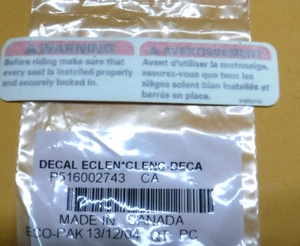 WARNING
Before riding make sure that
every seat is installed properly
and securely locked in.
AVERTISSEMENT
Avant d'utiliser la motoneige,
assurez-vous que tous les
sièges soient bien installés et
barrés en place.
DECAL ECLEN*CLENC-DECA
P516002743 CA
MADE IN CANADA
ECO-PAK 13/12/04 QT PC